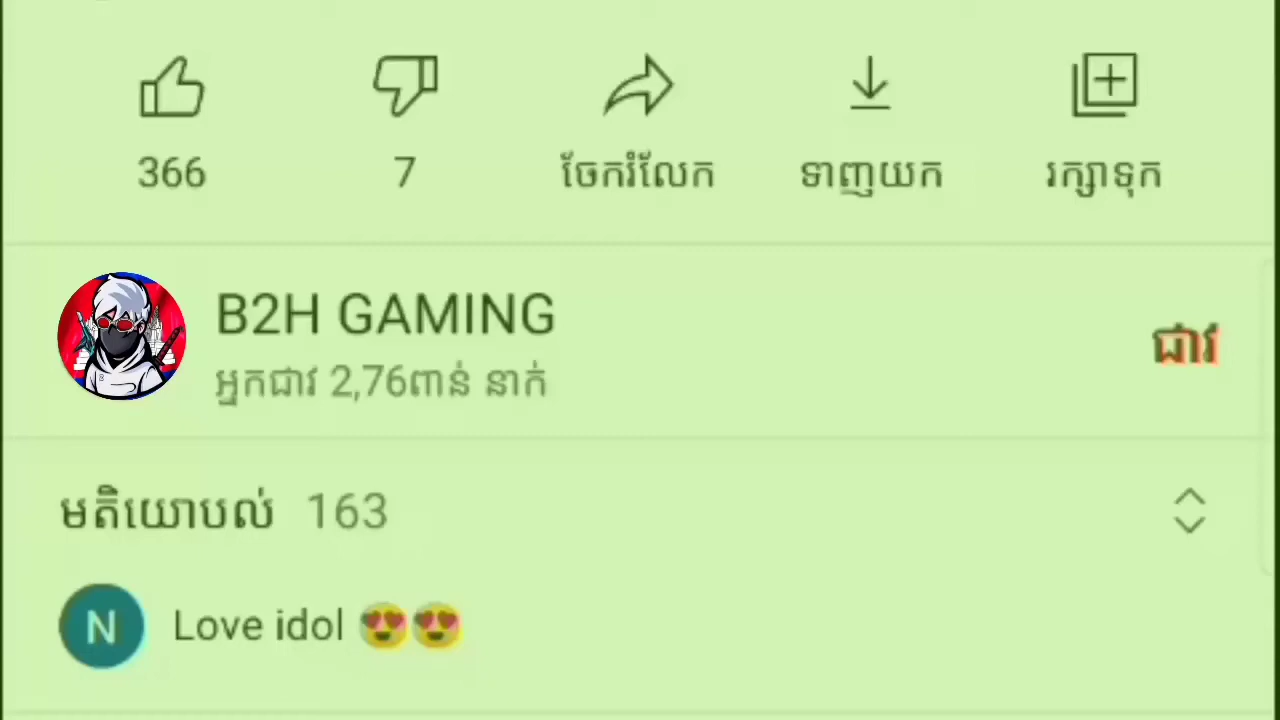 366 7 ចែករំលែក ទាញយក រក្សាទុក
B2H GAMING
ជាវ
អ្នកជាវ 2,76ពាន់ នាក់
មតិយោបល់ 163
N Love idol 😍😍